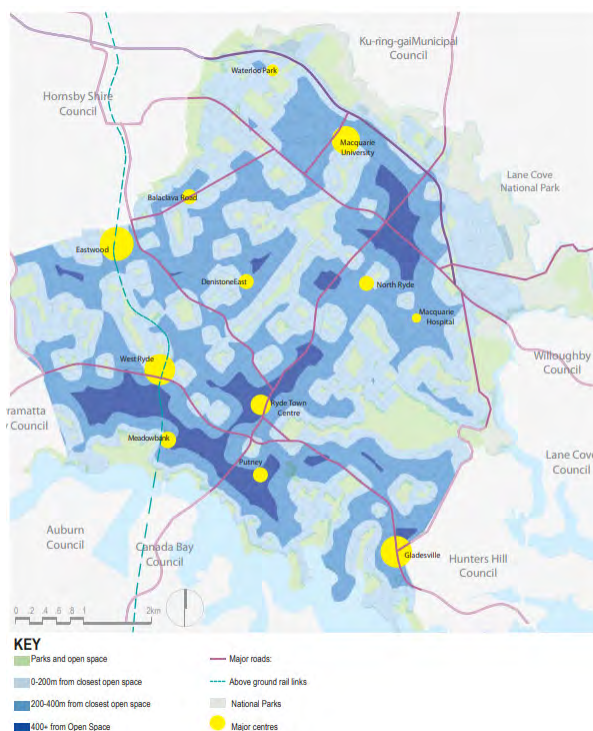 Ku-ring-gaiMunicipal
Council
Waterloo Park
Hornsby Shire
Council
Macquarie
University
Lane Cove
National Park
Balaclava Road
Eastwood
DenistoneEast
North Ryde
Macquarie
Hospital
West Ryde
Willoughby
Council
Ryde Town
Centre
rramatta
Council
Meadowbank
Putney
Lane Cove
Council
Auburn
Council
Canada Bay
Council
Gladesville
Hunters Hill
Council
0 .2 .4 .6 .8 1 2km
KEY
Parks and open space
0-200m from closest open space
200-400m from closest open space
400+ from Open Space
Major roads:
Above ground rail links
National Parks
Major centres